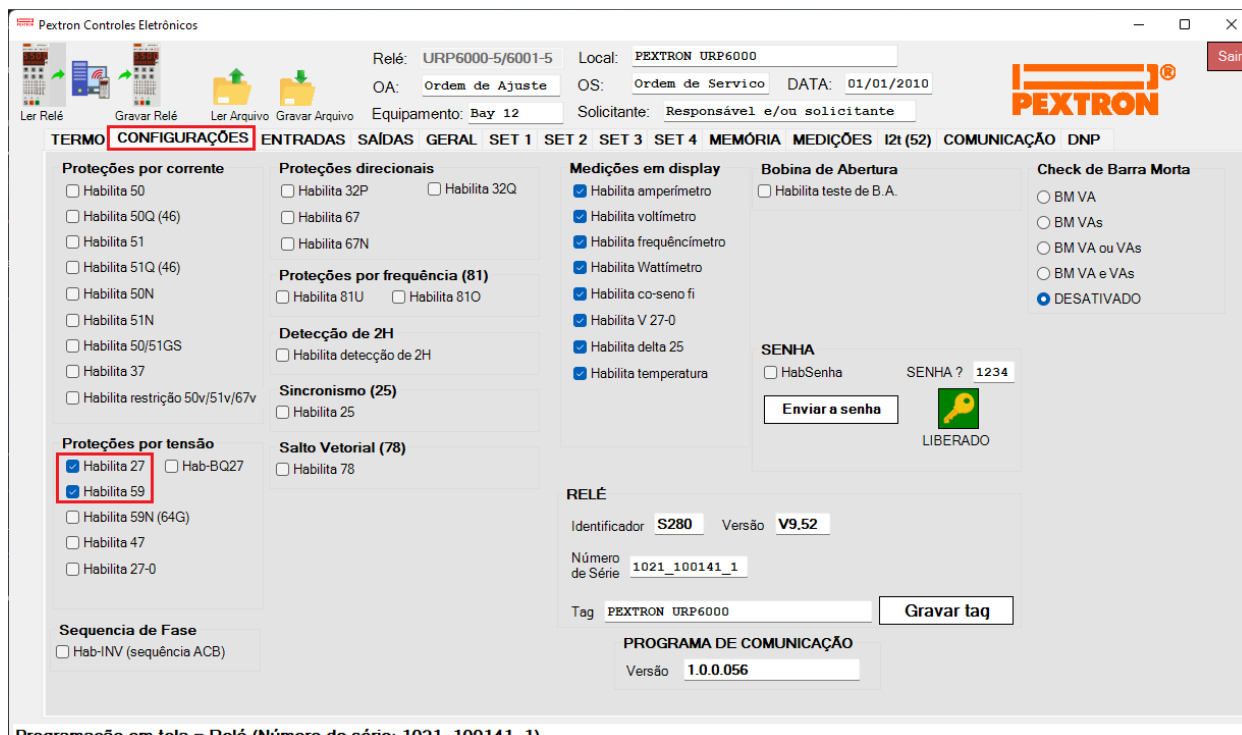 Pextron Controles Eletrônicos
Relé: URP6000-5/6001-5 Local: PEXTRON URP6000
Sair
OA: Ordem de Ajuste OS: Ordem de Servico DATA: 01/01/2010
PEXTRON®
Ler Relé Gravar Relé Ler Arquivo Gravar Arquivo Equipamento: Bay 12 Solicitante: Responsável e/ou solicitante
TERMO CONFIGURAÇÕES ENTRADAS SAÍDAS GERAL SET 1 SET 2 SET 3 SET 4 MEMÓRIA MEDIÇÕES I2t (52) COMUNICAÇÃO DNP
Proteções por corrente
Habilita 50
Habilita 50Q (46)
Habilita 51
Habilita 51Q (46)
Habilita 50N
Habilita 51N
Habilita 50/51GS
Habilita 37
Habilita restrição 50v/51v/67v
Proteções por tensão
Habilita 27 Hab-BQ27
Habilita 59
Habilita 59N (64G)
Habilita 47
Habilita 27-0
Sequencia de Fase
Hab-INV (sequência ACB)
Proteções direcionais
Habilita 32P Habilita 32Q
Habilita 67
Habilita 67N
Proteções por frequência (81)
Habilita 81U Habilita 81O
Detecção de 2H
Habilita detecção de 2H
Sincronismo (25)
Habilita 25
Salto Vetorial (78)
Habilita 78
Medições em display
Habilita amperímetro
Habilita voltímetro
Habilita frequêncímetro
Habilita Wattímetro
Habilita co-seno fi
Habilita V 27-0
Habilita delta 25
Habilita temperatura
Bobina de Abertura
Habilita teste de B.A.
SENHA
HabSenha SENHA ? 1234
Enviar a senha
LIBERADO
Check de Barra Morta
BM VA
BM VAs
BM VA ou VAs
BM VA e VAs
DESATIVADO
RELÉ
Identificador S280 Versão V9,52
Número
de Série 1021_100141_1
Tag PEXTRON URP6000 Gravar tag
PROGRAMA DE COMUNICAÇÃO
Versão 1.0.0.056
Programação em tela = Relé (Número de série: 1021_100141_1)